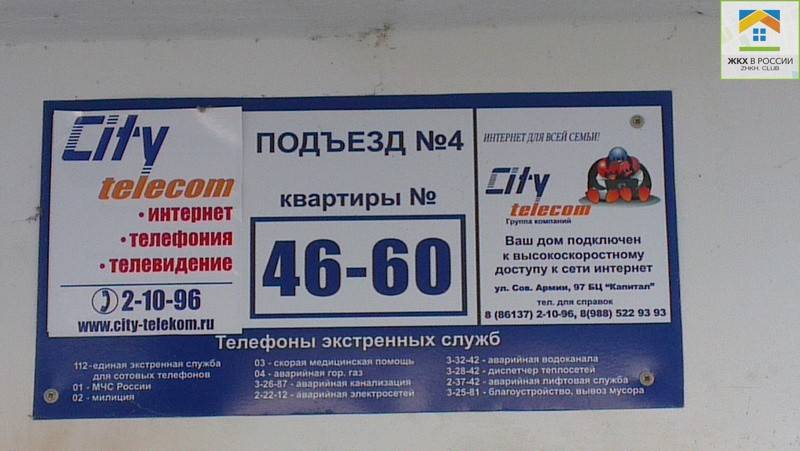 ЖКХ В РОССИИ
ZHKH. CLUB
City
telecom
• интернет
• телефония
• телевидение
2-10-96
www.city-telekom.ru
ПОДЪЕЗД №4
квартиры №
46-60
ИНТЕРНЕТ ДЛЯ ВСЕЙ СЕМЬИ!
City
telecom
Группа компаний
Ваш дом подключен
к высокоскоростному
доступу к сети интернет
ул. Сов. Армии, 97 БЦ "Капитал"
тел. для справок
8 (86137) 2-10-96, 8(988) 522 93 93
Телефоны экстренных служб
112-единая экстренная служба
для сотовых телефонов
01 - МЧС России
02 - милиция
03 - скорая медицинская помощь
04 - аварийная гор. газ
3-26-87 - аварийная канализация
2-22-12 - аварийная электросетей
3-32-42 - аварийная водоканала
3-28-42 - диспетчер теплосетей
2-37-42 - аварийная лифтовая служба
3-25-81 - благоустройство, вывоз мусора